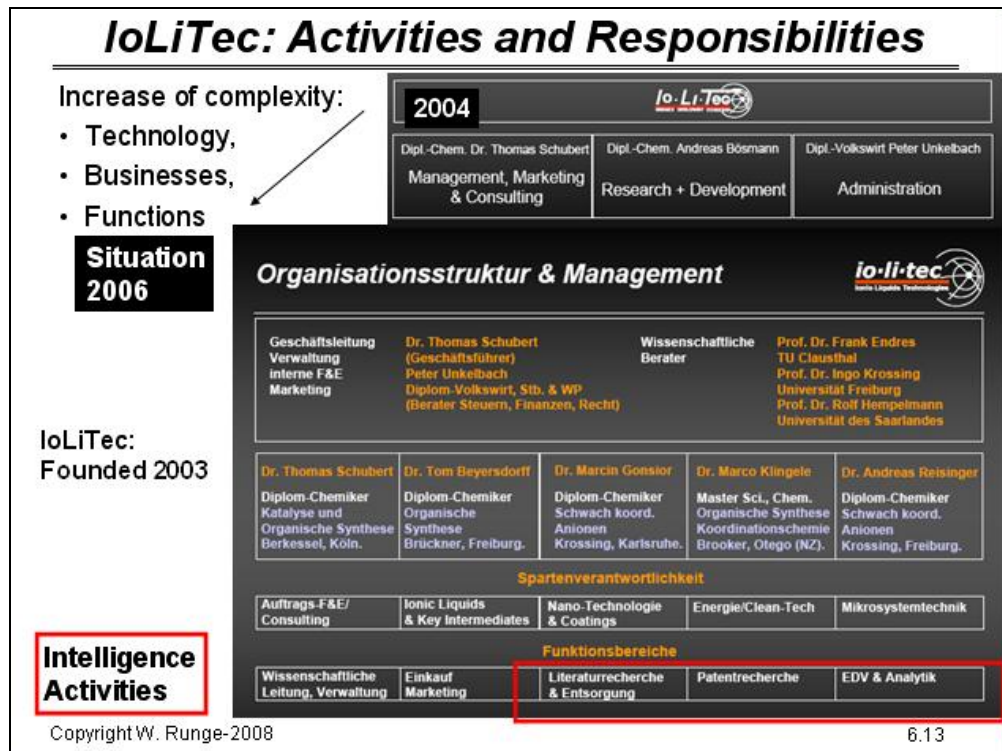 IoLiTec: Activities and Responsibilities
Increase of complexity:
• Technology,
• Businesses,
• Functions
2004
Io·Li·Tec
Dipl.-Chem. Dr. Thomas Schubert
Management, Marketing
& Consulting
Dipl.-Chem. Andreas Bösmann
Research + Development
Dipl.-Volkswirt Peter Unkelbach
Administration
Situation
2006
Organisationsstruktur & Management
io·li·tec
Ionic Liquids Technologies
Geschäftsleitung
Verwaltung
interne F&E
Marketing
Dr. Thomas Schubert
(Geschäftsführer)
Peter Unkelbach
Diplom-Volkswirt, Stb. & WP
(Berater Steuern, Finanzen, Recht)
Wissenschaftliche
Berater
Prof. Dr. Frank Endres
TU Clausthal
Prof. Dr. Ingo Krossing
Universität Freiburg
Prof. Dr. Rolf Hempelmann
Universität des Saarlandes
IoLiTec:
Founded 2003
Dr. Thomas Schubert
Diplom-Chemiker
Katalyse und
Organische Synthese
Berkessel, Köln.
Dr. Tom Beyersdorff
Diplom-Chemiker
Organische
Synthese
Brückner, Freiburg.
Dr. Marcin Gonsior
Diplom-Chemiker
Schwach koord.
Anionen
Krossing, Karlsruhe.
Dr. Marco Klingele
Master Sci., Chem.
Organische Synthese
Koordinationschemie
Brooker, Otego (NZ).
Dr. Andreas Reisinger
Diplom-Chemiker
Schwach koord.
Anionen
Krossing, Freiburg.
Spartenverantwortlichkeit
Auftrags-F&E/
Consulting
Ionic Liquids
& Key Intermediates
Nano-Technologie
& Coatings
Energie/Clean-Tech
Mikrosystemtechnik
Funktionsbereiche
Intelligence
Activities
Wissenschaftliche
Leitung, Verwaltung
Einkauf
Marketing
Literaturrecherche
& Entsorgung
Patentrecherche
EDV & Analytik
Copyright W. Runge-2008
6.13